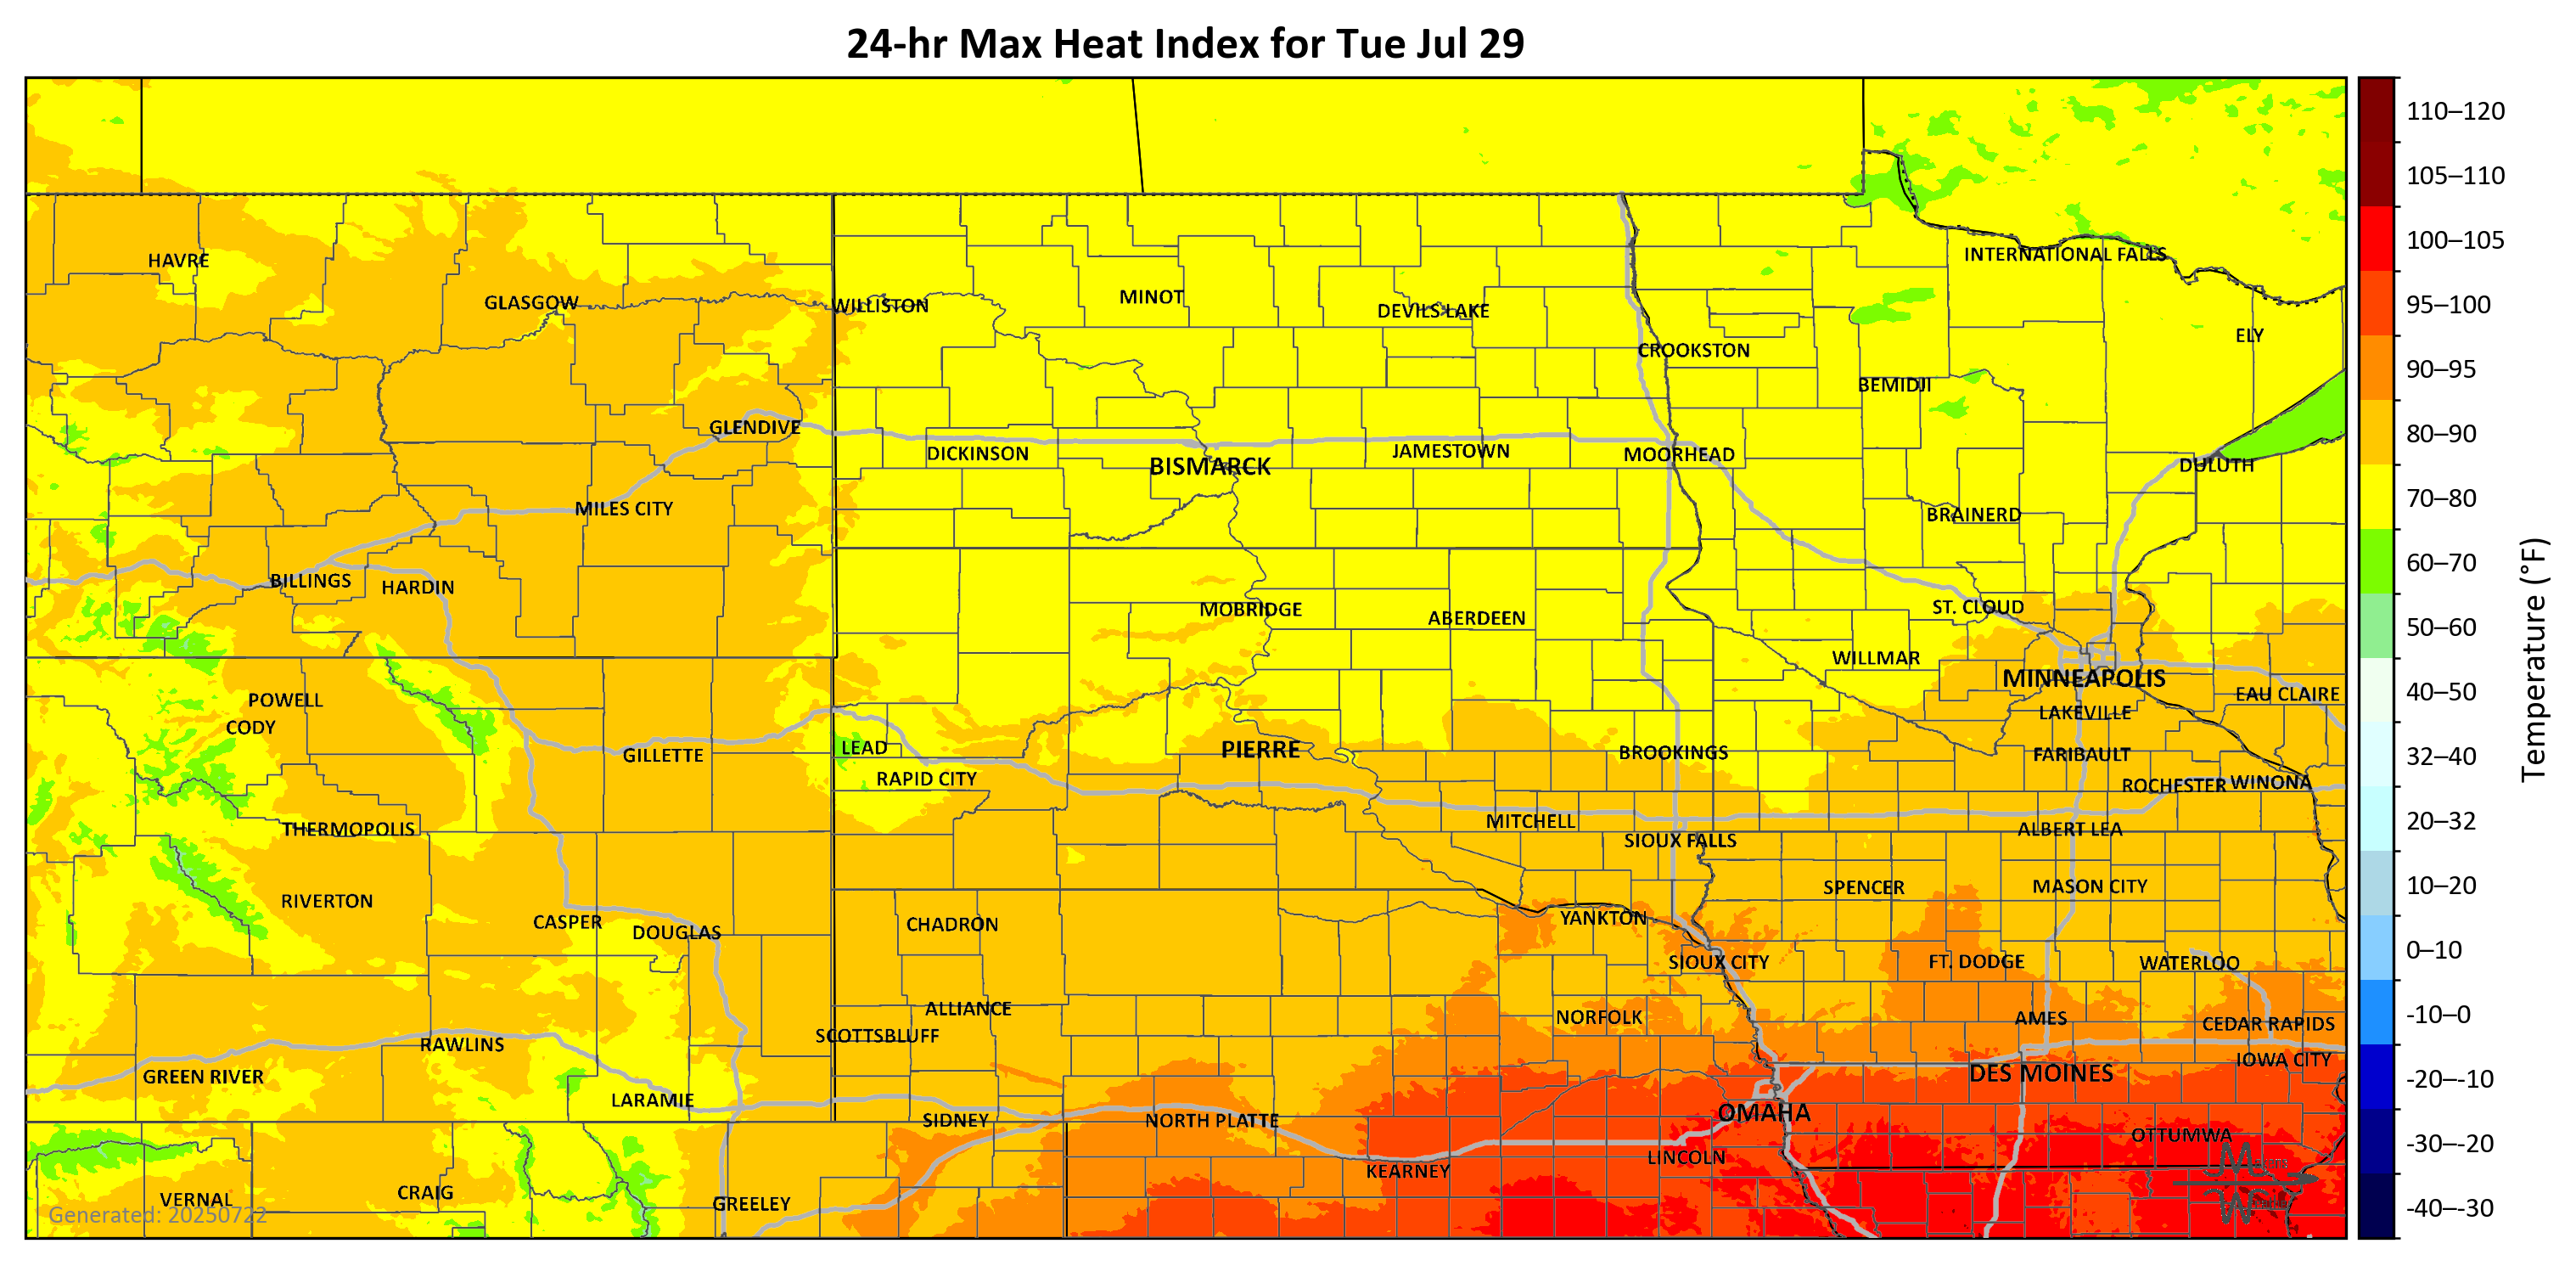 24-hr Max Heat Index for Tue Jul 29
110–120
105–110
100–105
95–100
90–95
80–90
70–80
60–70
50–60
40–50
32–40
20–32
10–20
0–10
-10–0
-20–-10
-30–-20
-40–-30
Temperature (°F)
INTERNATIONAL FALLS
HAVRE
GLASGOW
WILLISTON
MINOT
DEVILS LAKE
ELY
CROOKSTON
BEMIDJI
GLENDIVE
DICKINSON
BISMARCK
JAMESTOWN
MOORHEAD
DULUTH
MILES CITY
BRAINERD
BILLINGS
HARDIN
MOBRIDGE
ABERDEEN
ST. CLOUD
WILLMAR
MINNEAPOLIS
EAU CLAIRE
POWELL
CODY
LAKEVILLE
GILLETTE
LEAD
PIERRE
BROOKINGS
FARIBAULT
RAPID CITY
ROCHESTER
WINONA
THERMOPOLIS
MITCHELL
SIOUX FALLS
ALBERT LEA
RIVERTON
SPENCER
MASON CITY
CASPER
DOUGLAS
CHADRON
YANKTON
SIOUX CITY
FT. DODGE
WATERLOO
ALLIANCE
SCOTTSBLUFF
NORFOLK
AMES
CEDAR RAPIDS
RAWLINS
GREEN RIVER
IOWA CITY
DES MOINES
LARAMIE
SIDNEY
NORTH PLATTE
OMAHA
OTTUMWA
KEARNEY
LINCOLN
VERNAL
CRAIG
GREELEY
Generated: 20250722